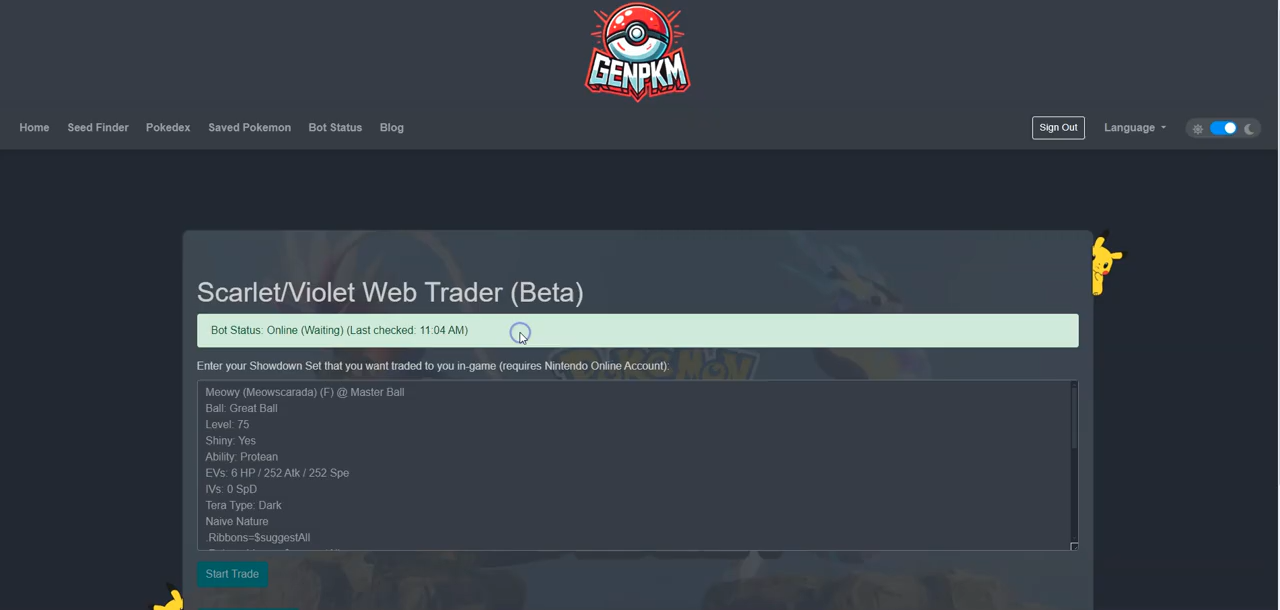 GENPKM
Home Seed Finder Pokedex Saved Pokemon Bot Status Blog Sign Out Language
Scarlet/Violet Web Trader (Beta)
Bot Status: Online (Waiting) (Last checked: 11:04 AM)
Enter your Showdown Set that you want traded to you in-game (requires Nintendo Online Account):
Meowy (Meowscarada) (F) @ Master Ball
Ball: Great Ball
Level: 75
Shiny: Yes
Ability: Protean
EVs: 6 HP / 252 Atk / 252 Spe
IVs: 0 SpD
Tera Type: Dark
Naive Nature
.Ribbons=$suggestAll
Start Trade